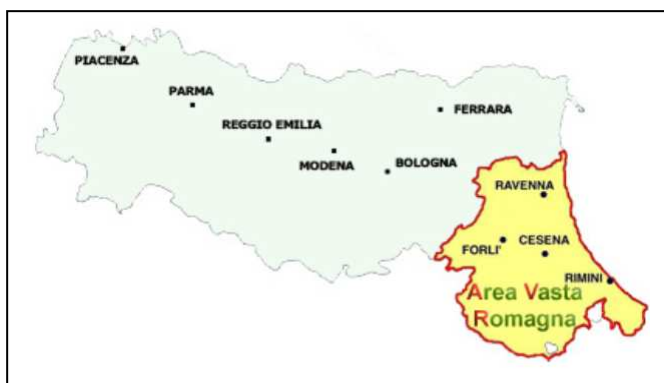 PIACENZA
PARMA
REGGIO EMILIA
MODENA
BOLOGNA
FERRARA
RAVENNA
FORLI'
CESENA
RIMINI
Area Vasta
Romagna